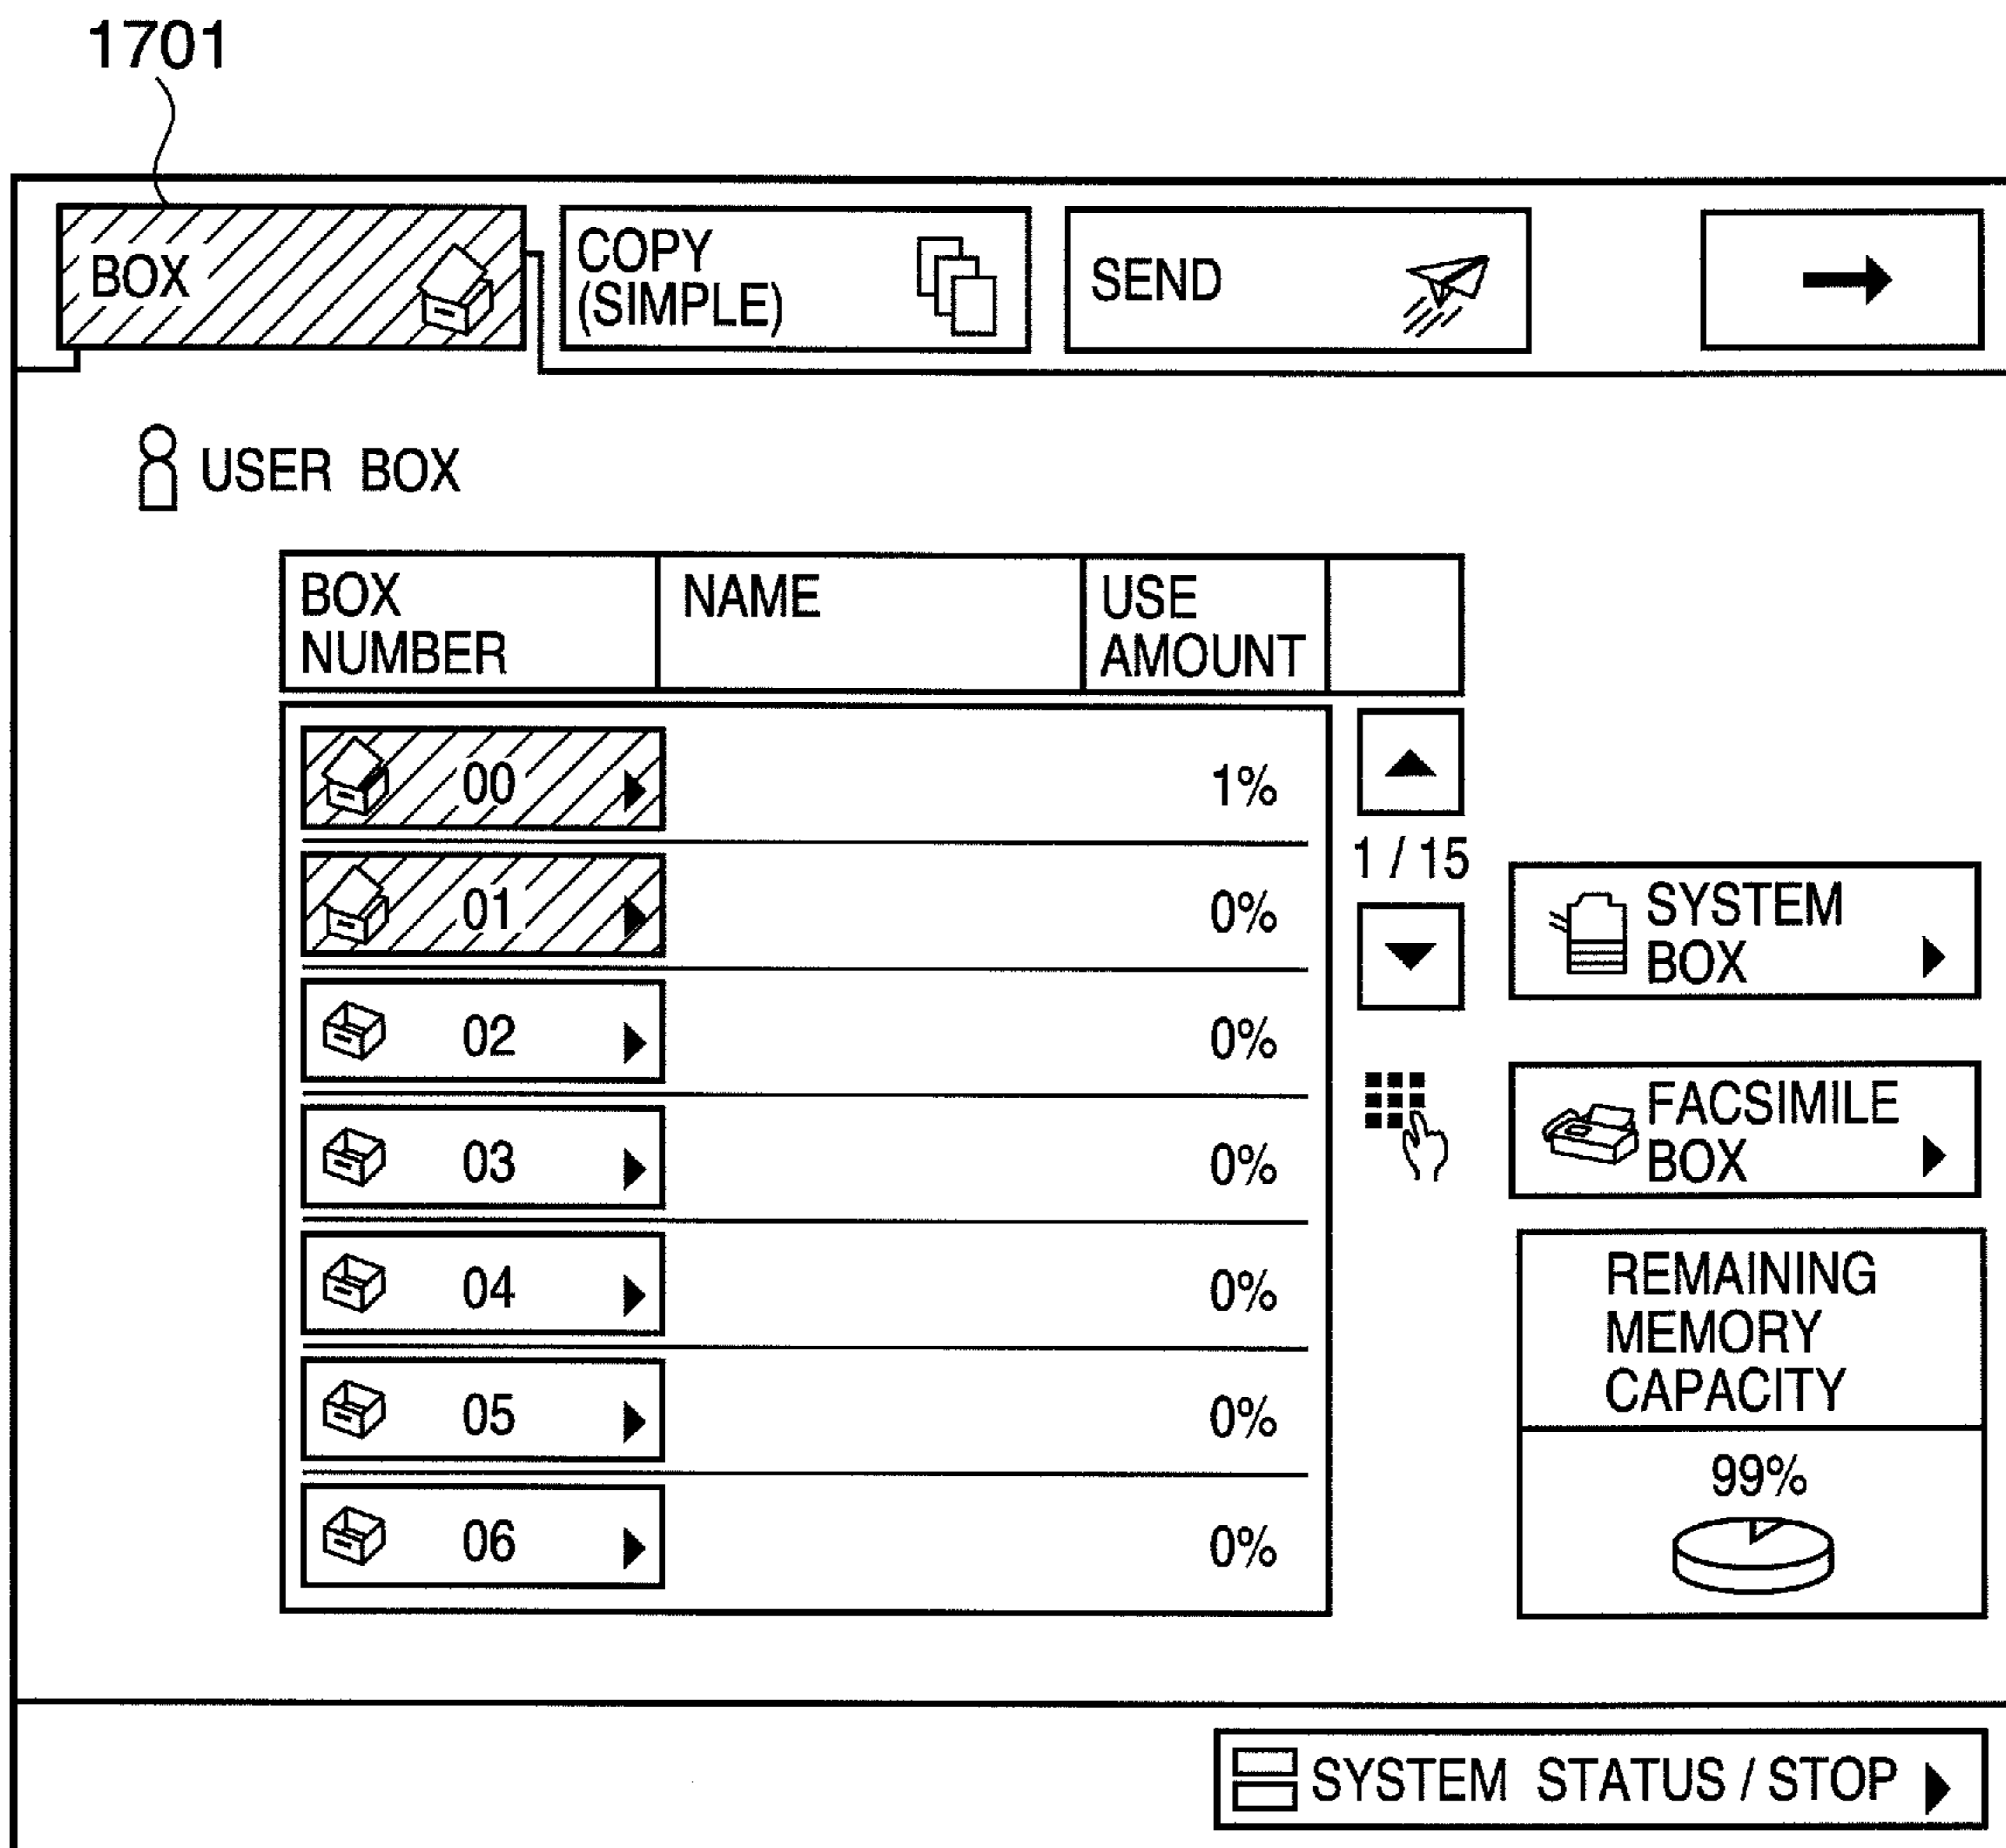 1701
BOX
COPY
(SIMPLE)
SEND
USER BOX
BOX
NUMBER
NAME
USE
AMOUNT
00
1%
01
0%
02
0%
03
0%
04
0%
05
0%
06
0%
1 / 15
SYSTEM
BOX
FACSIMILE
BOX
REMAINING
MEMORY
CAPACITY
99%
SYSTEM STATUS / STOP